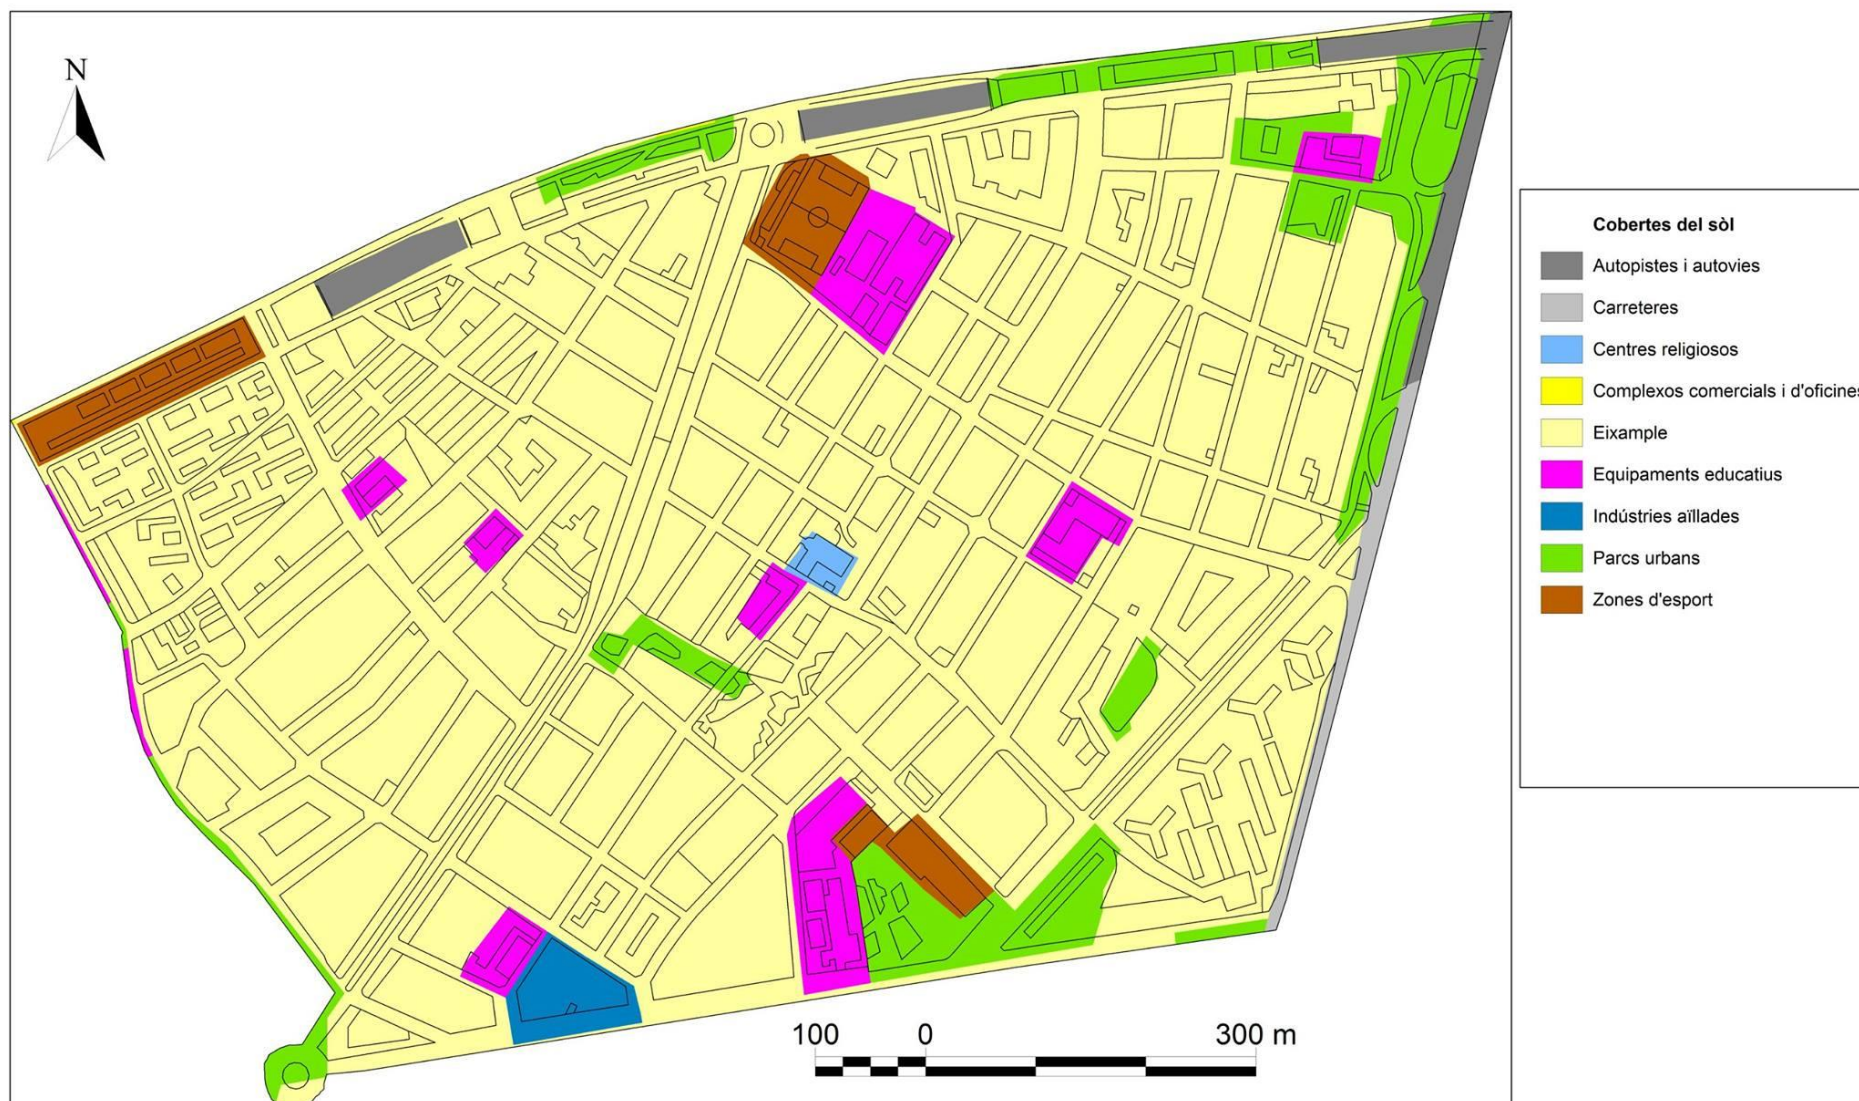 N
Cobertes del sòl
Autopistes i autovies
Carreteres
Centres religiosos
Complexos comercials i d'oficines
Eixample
Equipaments educatius
Indústries aïllades
Parcs urbans
Zones d'esport
100 0 300 m